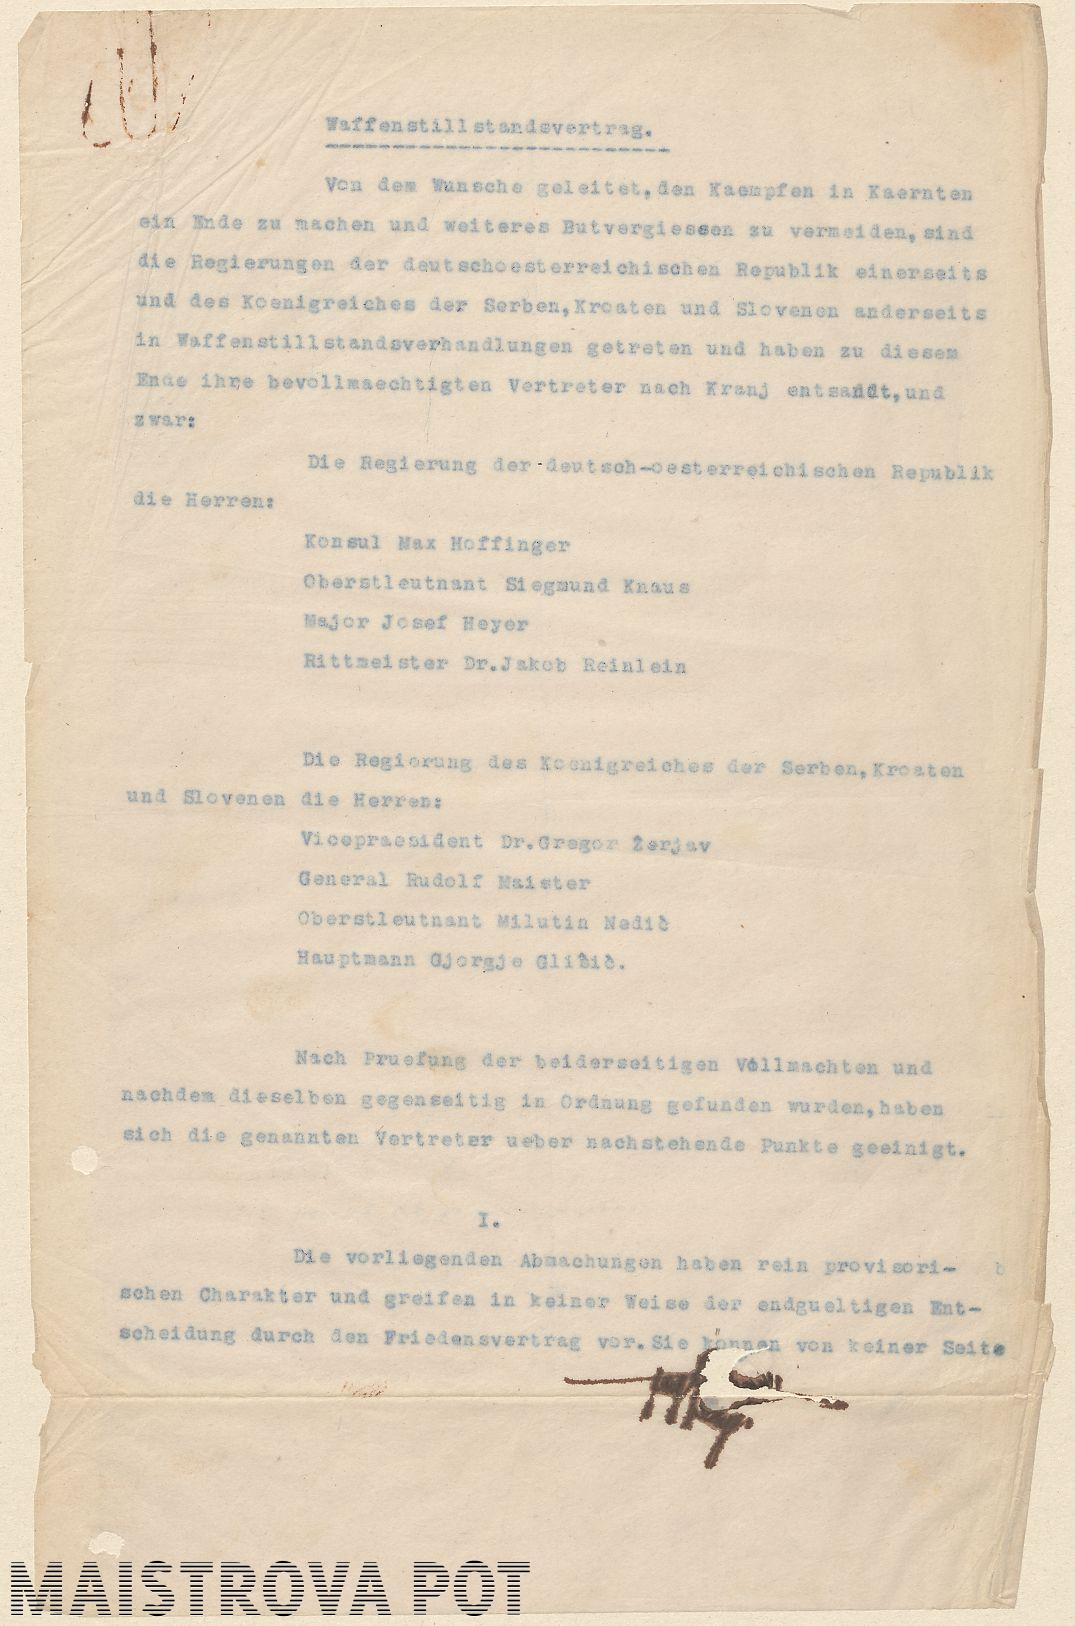 Waffenstillstandsvertrag.
Von dem Wunsche geleitet, den Kaempfen in Kaernten
ein Ende zu machen und weiteres Butvergiessen zu vermeiden, sind
die Regierungen der deutschoesterreichischen Republik einerseits
und des Koenigreiches der Serben, Kroaten und Slovenen anderseits
in Waffenstillstandsverhandlungen getreten und haben zu diesem
Ende ihre bevollmaechtigten Vertreter nach Kranj entsandt, und
zwar:
Die Regierung der deutsch-oesterreichischen Republik
die Herren:
Konsul Max Hoffinger
Oberstleutnant Siegmund Knaus
Major Josef Heyer
Rittmeister Dr. Jakob Reinlein
Die Regierung des Koenigreiches der Serben, Kroaten
und Slovenen die Herren:
Vicepraesident Dr. Gregor Žerjav
General Rudolf Maister
Oberstleutnant Milutin Nedič
Hauptmann Gjorgje Glišič.
Nach Pruefung der beiderseitigen Vollmachten und
nachdem dieselben gegenseitig in Ordnung gefunden wurden, haben
sich die genannten Vertreter ueber nachstehende Punkte geeinigt.
I.
Die vorliegenden Abmachungen haben rein provisori- b
schen Charakter und greifen in keiner Weise der endgueltigen Ent-
scheidung durch den Friedensvertrag vor. Sie können von keiner Seite
MAISTROVA POT